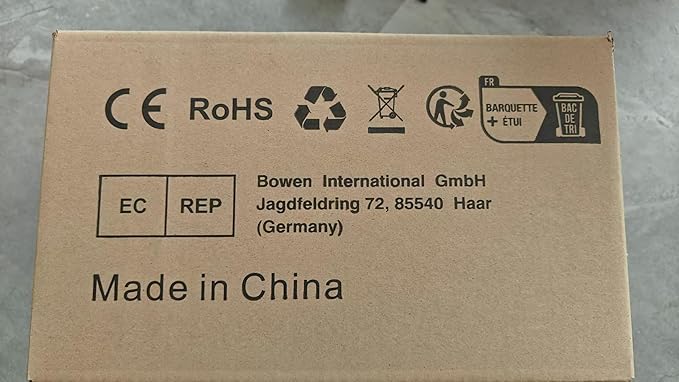 CE RoHS
FR
BARQUETTE
+ ÉTUI
BAC
DE
TRI
EC REP
Bowen International GmbH
Jagdfeldring 72, 85540 Haar
(Germany)
Made in China